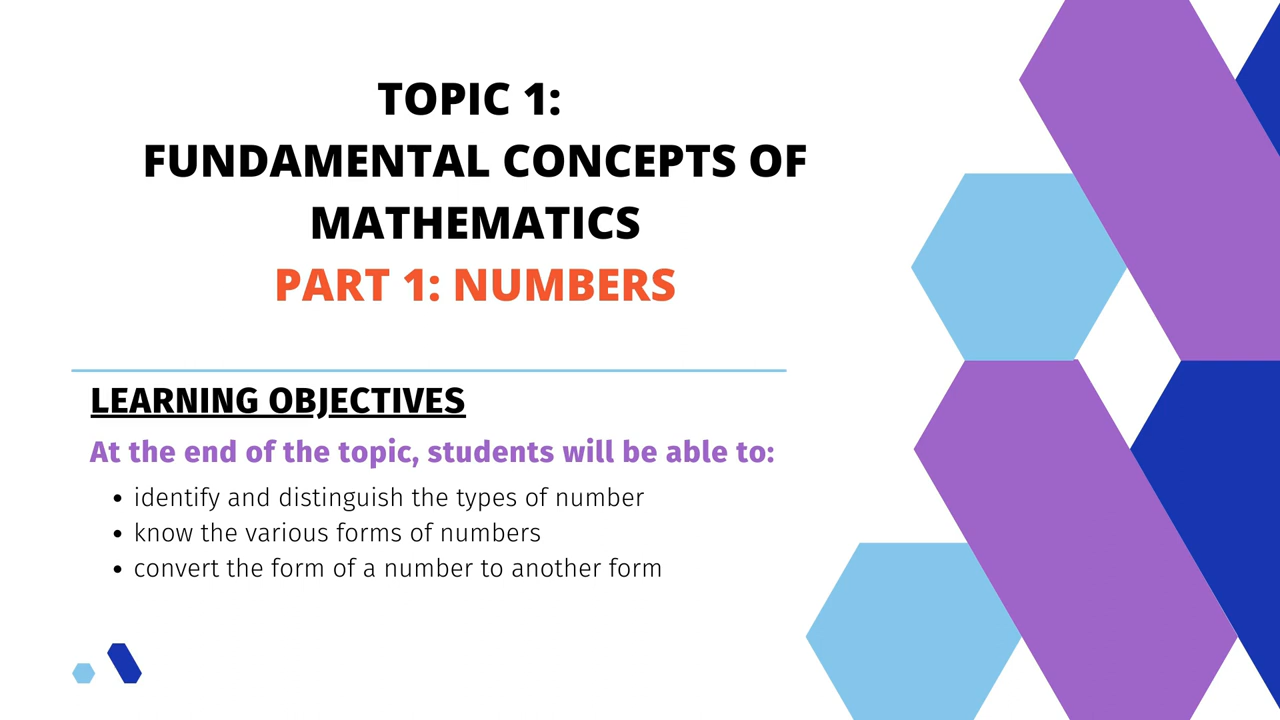 TOPIC 1:
FUNDAMENTAL CONCEPTS OF
MATHEMATICS
PART 1: NUMBERS
LEARNING OBJECTIVES
At the end of the topic, students will be able to:
• identify and distinguish the types of number
• know the various forms of numbers
• convert the form of a number to another form